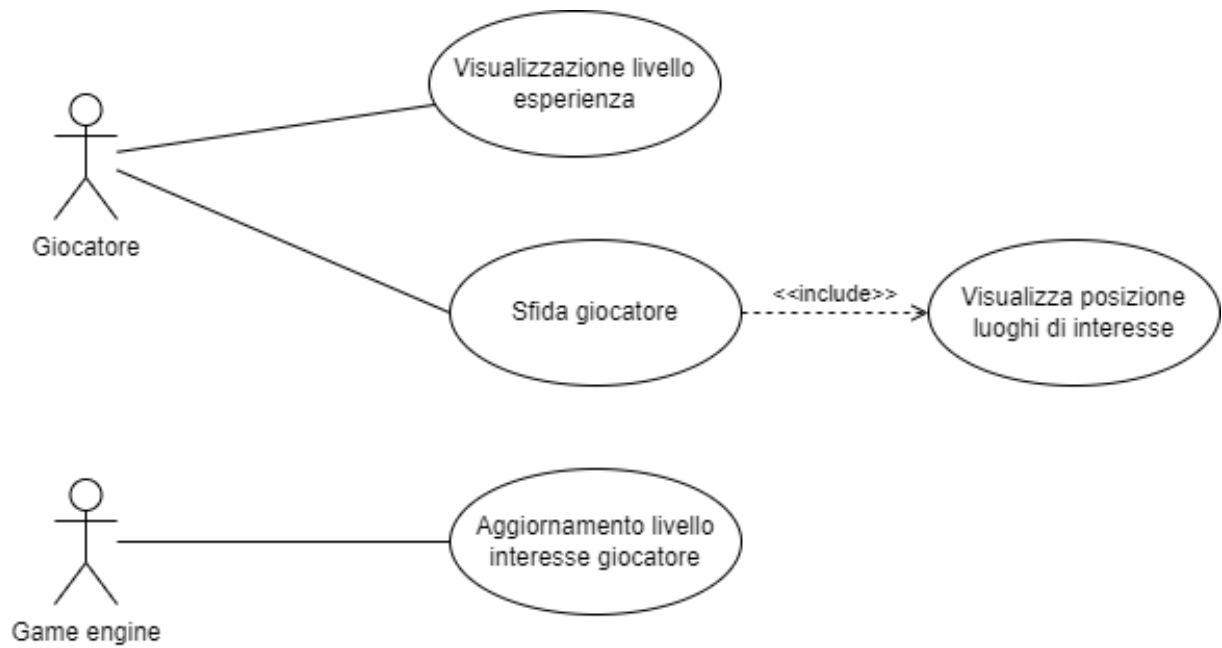 Visualizzazione livello
esperienza
Giocatore
Sfida giocatore
<<include>>
Visualizza posizione
luoghi di interesse
Aggiornamento livello
interesse giocatore
Game engine